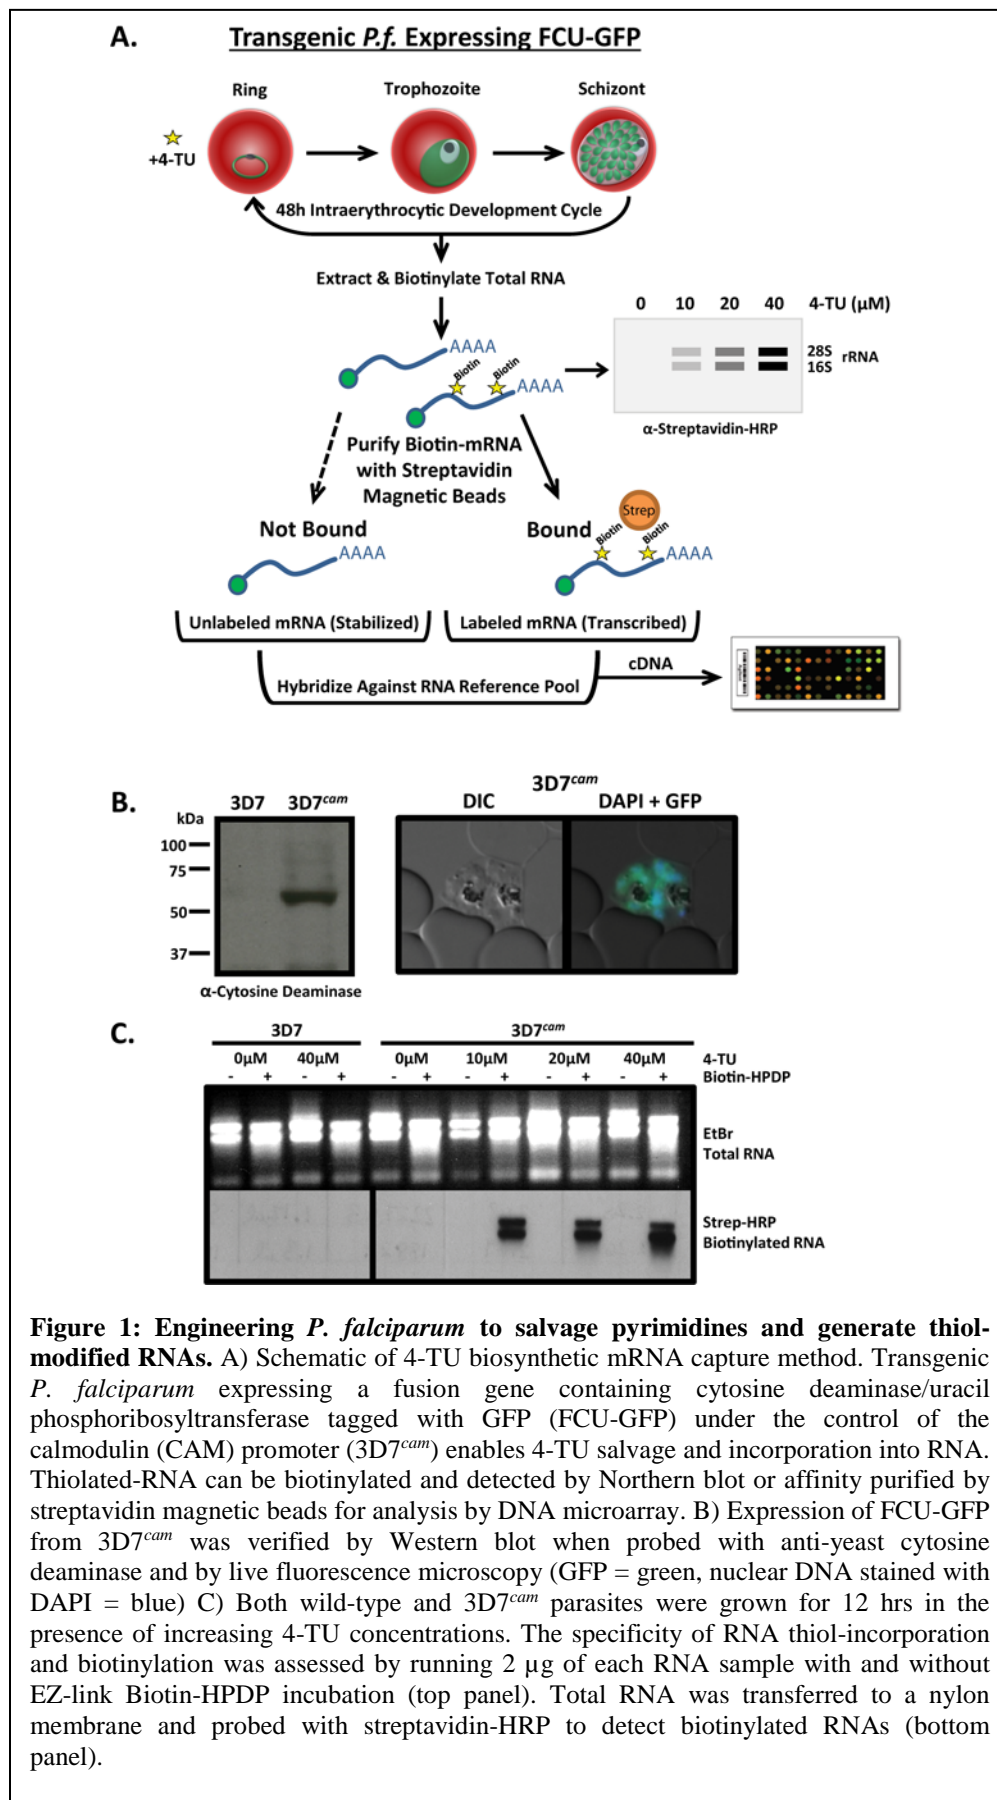 A.
Transgenic P.f. Expressing FCU-GFP
Ring
Trophozoite
Schizont
+4-TU
48h Intraerythrocytic Development Cycle
Extract & Biotinylate Total RNA
0 10 20 40 4-TU (µM)
AAAA
Biotin Biotin
AAAA
28S
16S
rRNA
α-Streptavidin-HRP
Purify Biotin-mRNA
with Streptavidin
Magnetic Beads
Not Bound
AAAA
Bound
Strep
Biotin Biotin
AAAA
Unlabeled mRNA (Stabilized)
Labeled mRNA (Transcribed)
cDNA
Hybridize Against RNA Reference Pool
B.
3D7 3D7cam
kDa
100
75
50
37
α-Cytosine Deaminase
3D7cam
DIC
DAPI + GFP
C.
3D7
3D7cam
0µM 40µM 0µM 10µM 20µM 40µM 4-TU
- + - + - + - + - + - + Biotin-HPDP
EtBr
Total RNA
Strep-HRP
Biotinylated RNA
Figure 1: Engineering P. falciparum to salvage pyrimidines and generate thiol-
modified RNAs. A) Schematic of 4-TU biosynthetic mRNA capture method. Transgenic
P. falciparum expressing a fusion gene containing cytosine deaminase/uracil
phosphoribosyltransferase tagged with GFP (FCU-GFP) under the control of the
calmodulin (CAM) promoter (3D7cam) enables 4-TU salvage and incorporation into RNA.
Thiolated-RNA can be biotinylated and detected by Northern blot or affinity purified by
streptavidin magnetic beads for analysis by DNA microarray. B) Expression of FCU-GFP
from 3D7cam was verified by Western blot when probed with anti-yeast cytosine
deaminase and by live fluorescence microscopy (GFP = green, nuclear DNA stained with
DAPI = blue) C) Both wild-type and 3D7cam parasites were grown for 12 hrs in the
presence of increasing 4-TU concentrations. The specificity of RNA thiol-incorporation
and biotinylation was assessed by running 2 µg of each RNA sample with and without
EZ-link Biotin-HPDP incubation (top panel). Total RNA was transferred to a nylon
membrane and probed with streptavidin-HRP to detect biotinylated RNAs (bottom
panel).